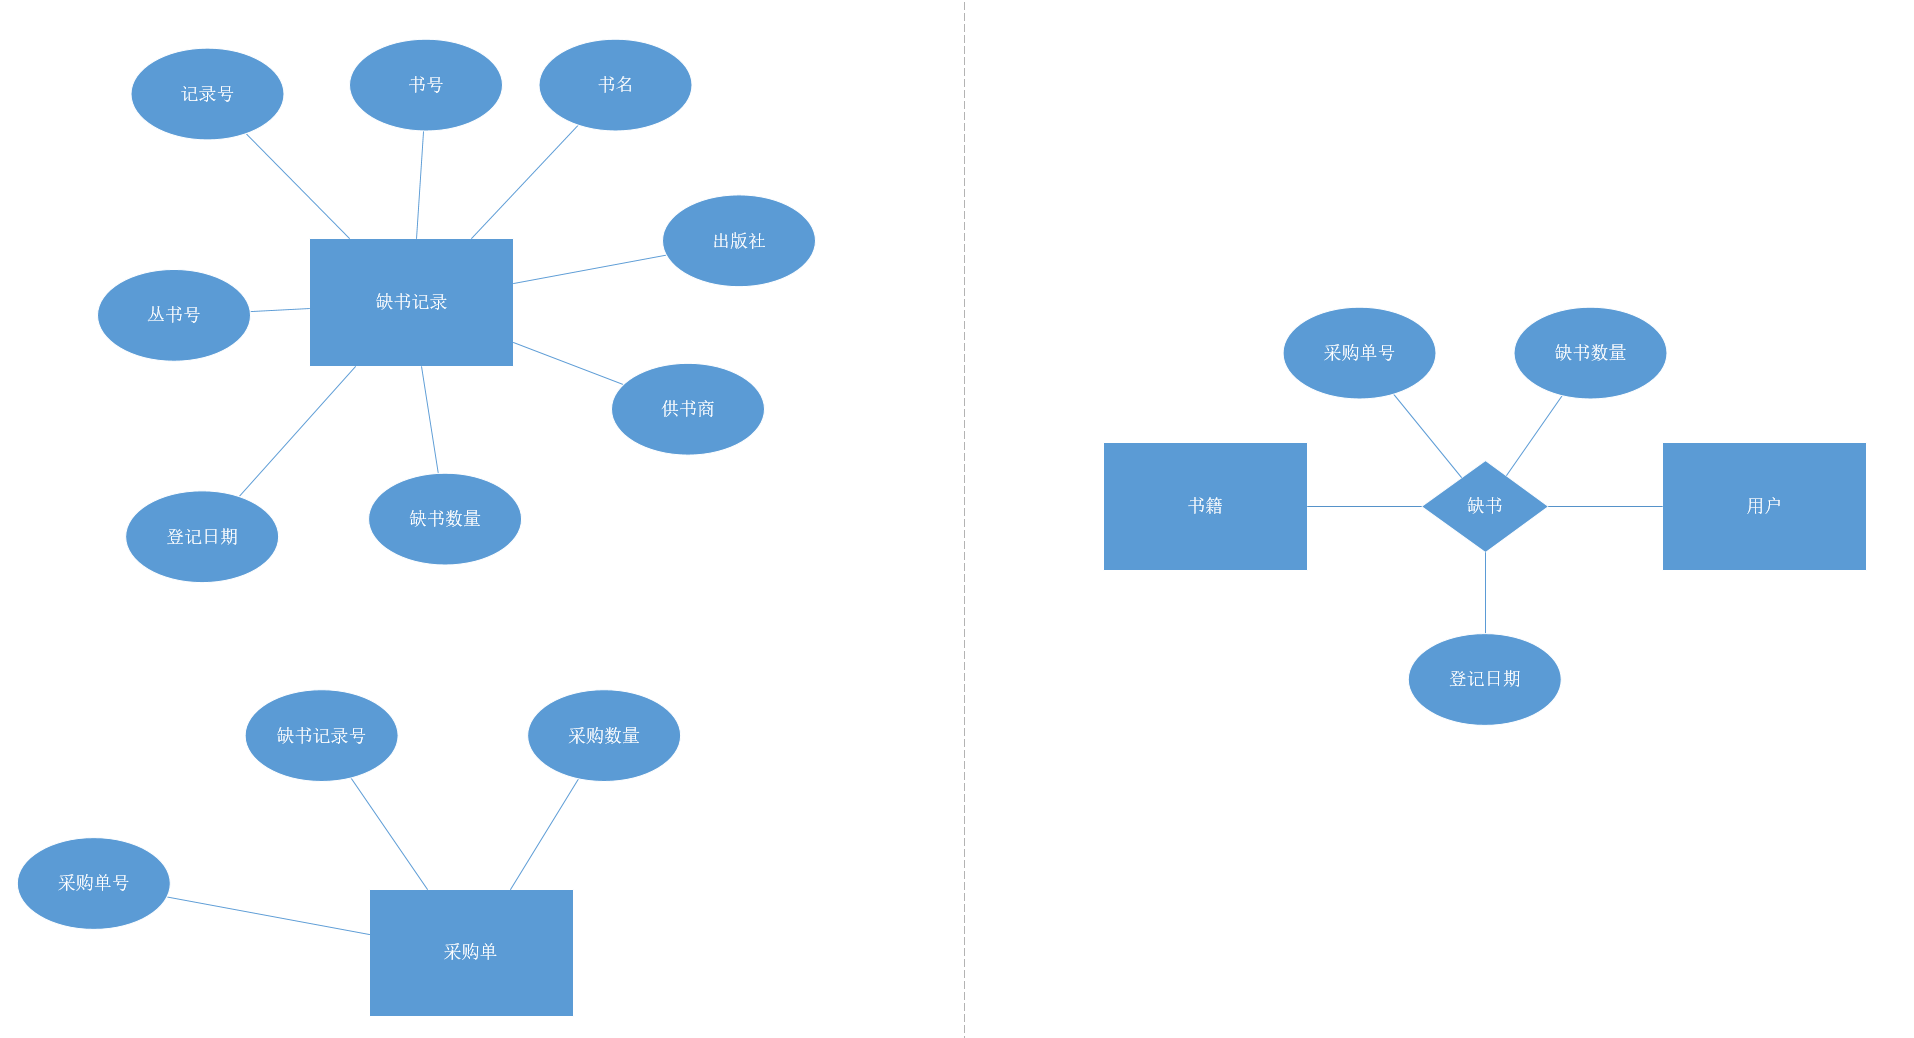 记录号
书号
书名
出版社
缺书记录
丛书号
供书商
缺书数量
登记日期
缺书记录号
采购数量
采购单号
采购单
采购单号
缺书数量
书籍
缺书
用户
登记日期